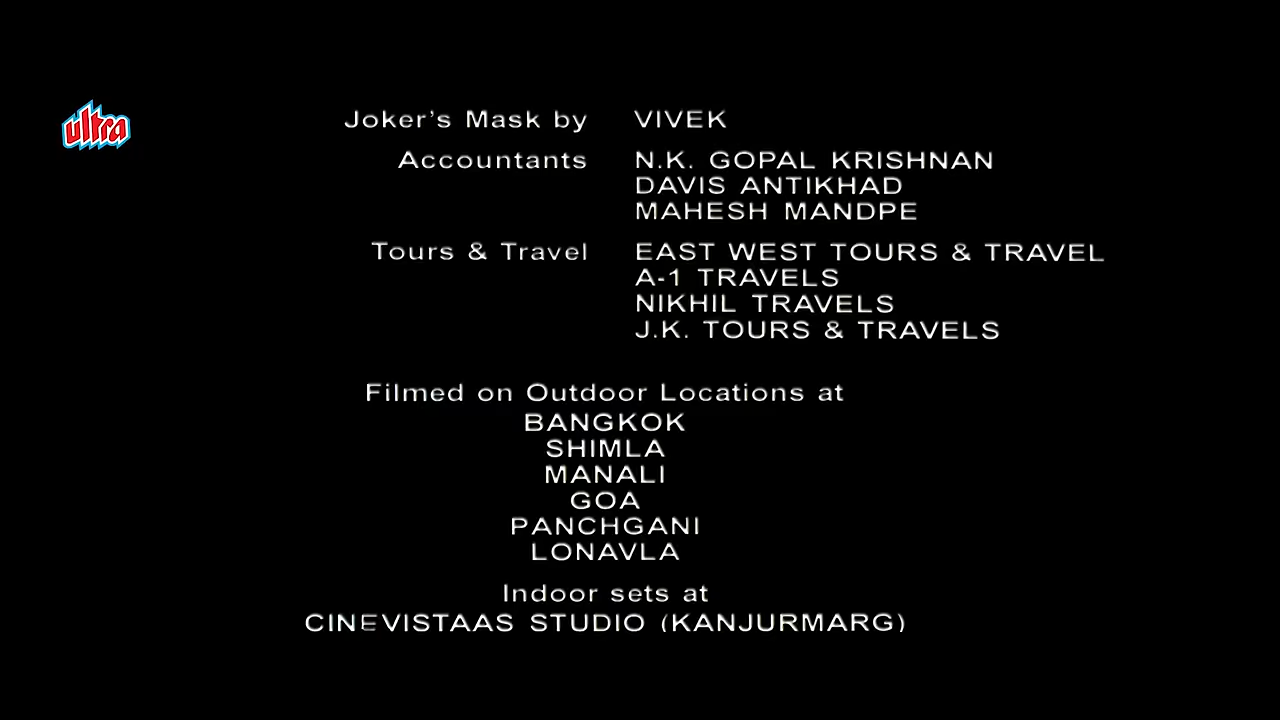 ultra
Joker's Mask by VIVEK
Accountants N.K. GOPAL KRISHNAN
DAVIS ANTIKHAD
MAHESH MANDPE
Tours & Travel EAST WEST TOURS & TRAVEL
A-1 TRAVELS
NIKHIL TRAVELS
J.K. TOURS & TRAVELS
Filmed on Outdoor Locations at
BANGKOK
SHIMLA
MANALI
GOA
PANCHGANI
LONAVLA
Indoor sets at
CINEVISTAAS STUDIO (KANJURMARG)